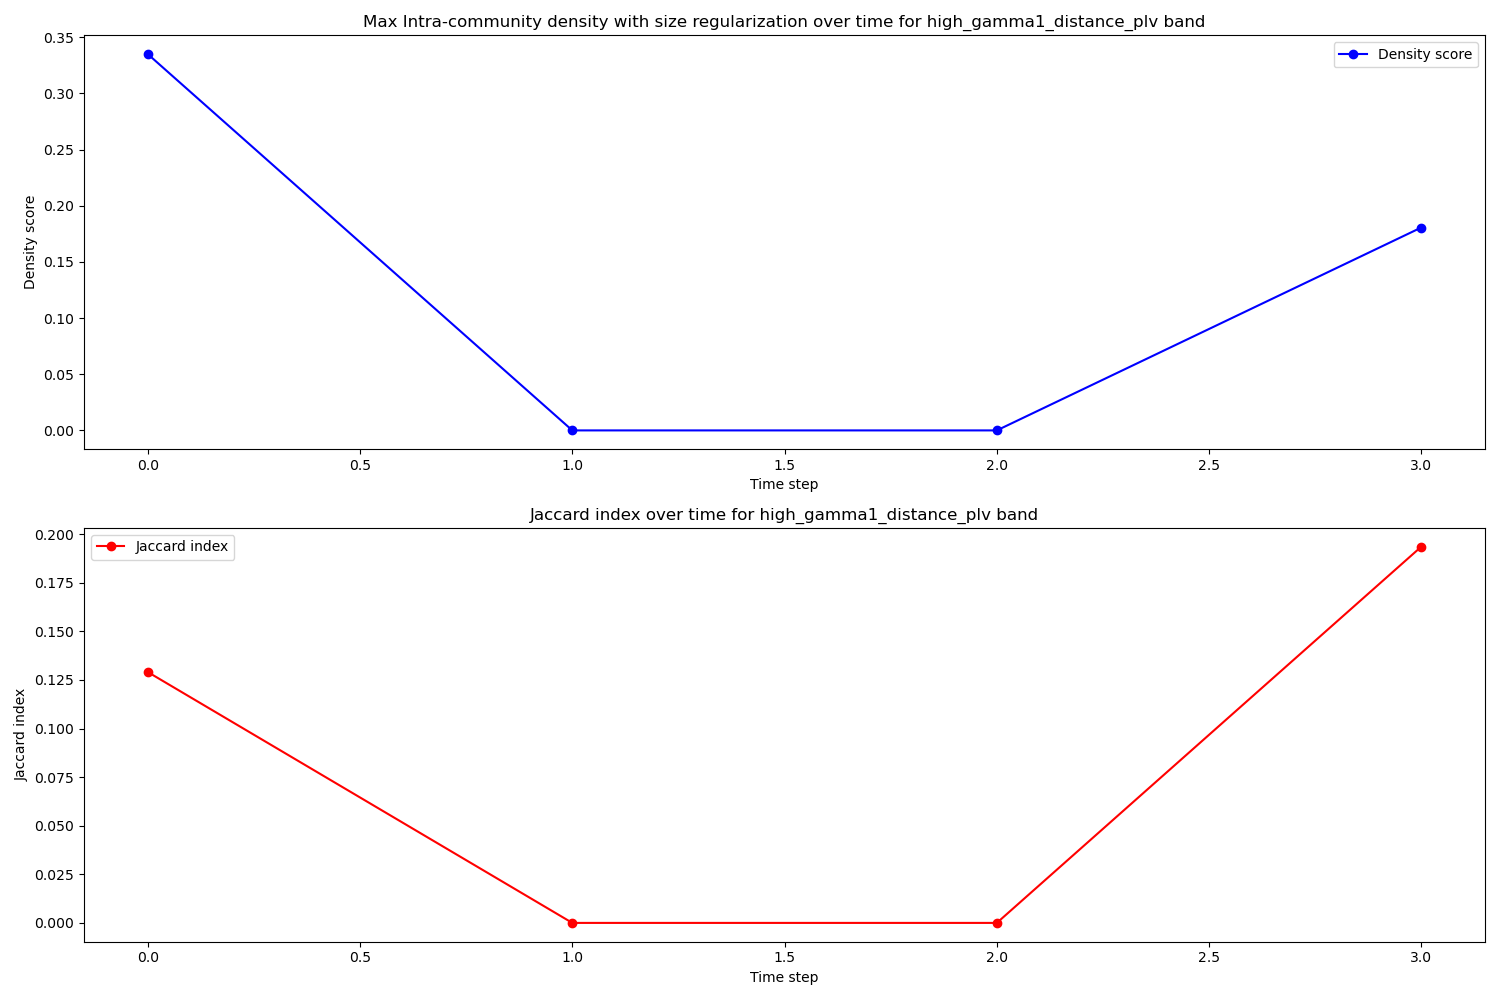 Max Intra-community density with size regularization over time for high_gamma1_distance_plv band
0.35
0.30
0.25
0.20
0.15
0.10
0.05
0.00
Density score
Density score
0.0 0.5 1.0 1.5 2.0 2.5 3.0
Time step
Jaccard index over time for high_gamma1_distance_plv band
0.200
0.175
0.150
0.125
0.100
0.075
0.050
0.025
0.000
Jaccard index
Jaccard index
0.0 0.5 1.0 1.5 2.0 2.5 3.0
Time step